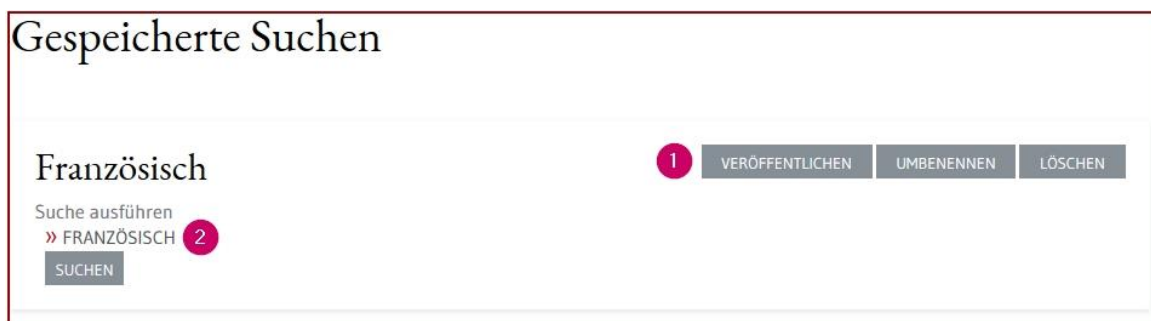 Gespeicherte Suchen
Französisch
1 VERÖFFENTLICHEN UMBENENNEN LÖSCHEN
Suche ausführen
» FRANZÖSISCH 2
SUCHEN